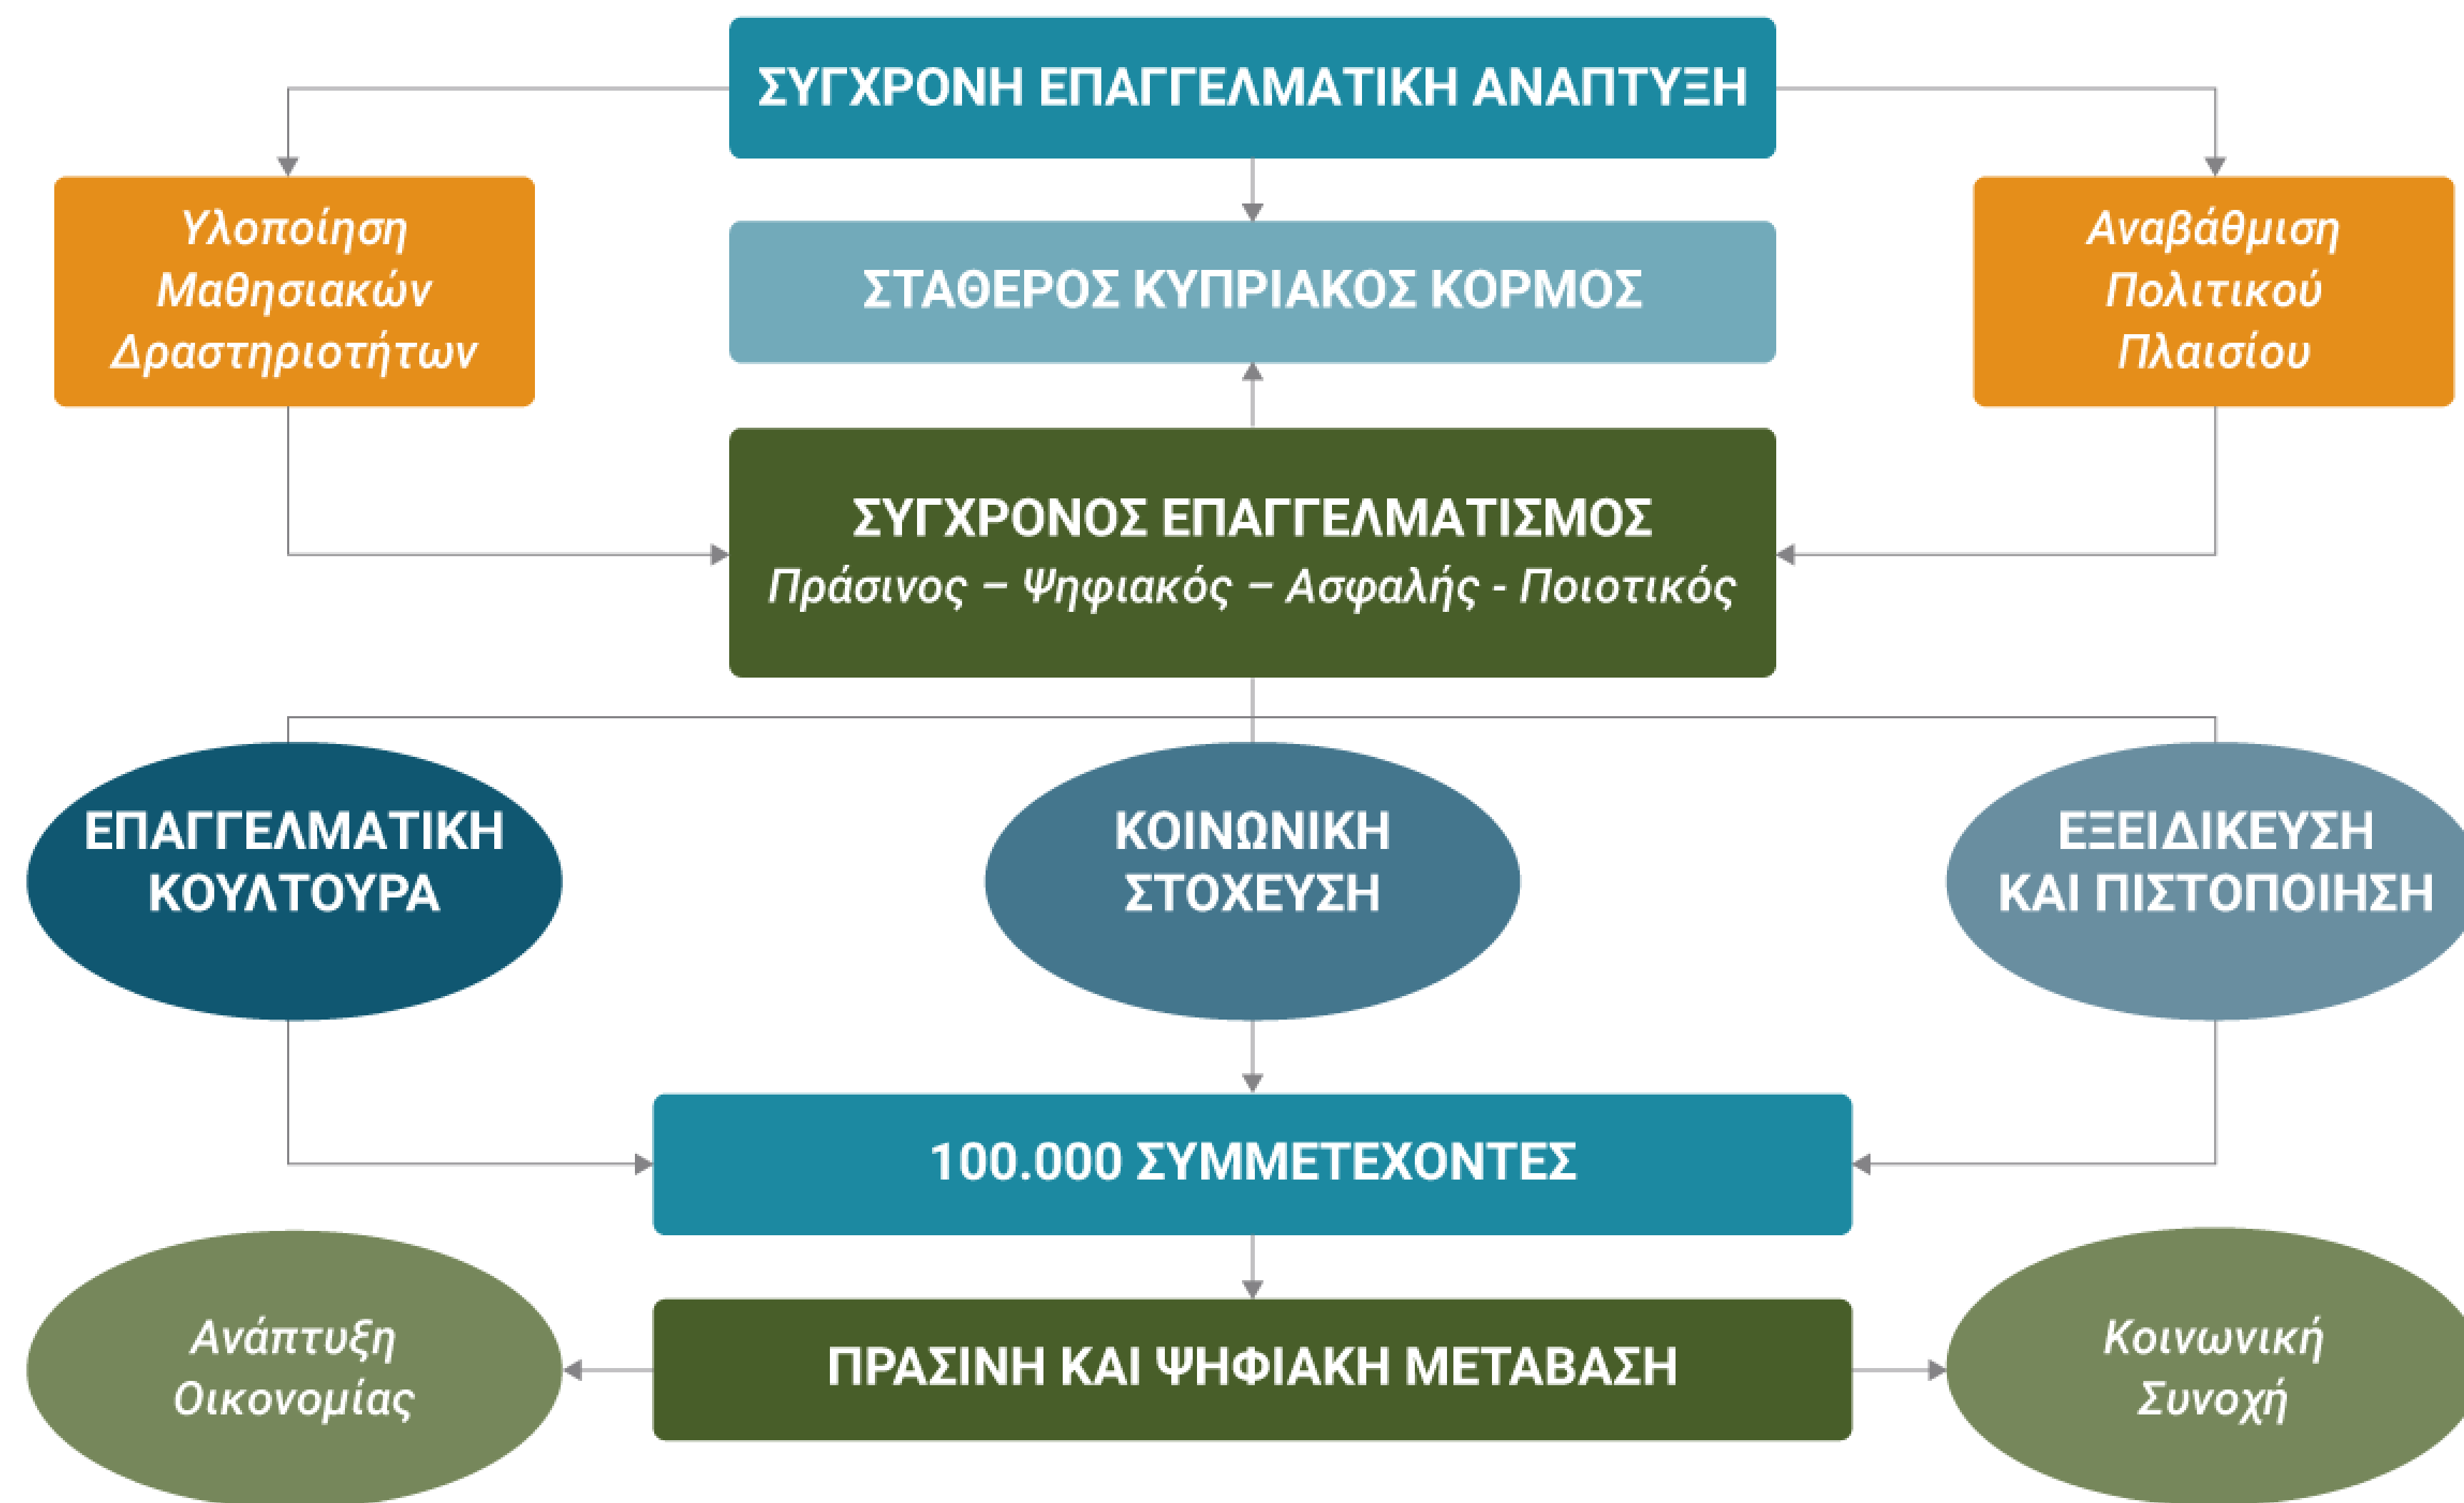 ΣΥΓΧΡΟΝΗ ΕΠΑΓΓΕΛΜΑΤΙΚΗ ΑΝΑΠΤΥΞΗ
Υλοποίηση
Μαθησιακών
Δραστηριοτήτων
ΣΤΑΘΕΡΟΣ ΚΥΠΡΙΑΚΟΣ ΚΟΡΜΟΣ
Αναβάθμιση
Πολιτικού
Πλαισίου
ΣΥΓΧΡΟΝΟΣ ΕΠΑΓΓΕΛΜΑΤΙΣΜΟΣ
Πράσινος – Ψηφιακός – Ασφαλής - Ποιοτικός
ΕΠΑΓΓΕΛΜΑΤΙΚΗ
ΚΟΥΛΤΟΥΡΑ
ΚΟΙΝΩΝΙΚΗ
ΣΤΟΧΕΥΣΗ
ΕΞΕΙΔΙΚΕΥΣΗ
ΚΑΙ ΠΙΣΤΟΠΟΙΗΣΗ
100.000 ΣΥΜΜΕΤΕΧΟΝΤΕΣ
Ανάπτυξη
Οικονομίας
ΠΡΑΣΙΝΗ ΚΑΙ ΨΗΦΙΑΚΗ ΜΕΤΑΒΑΣΗ
Κοινωνική
Συνοχή